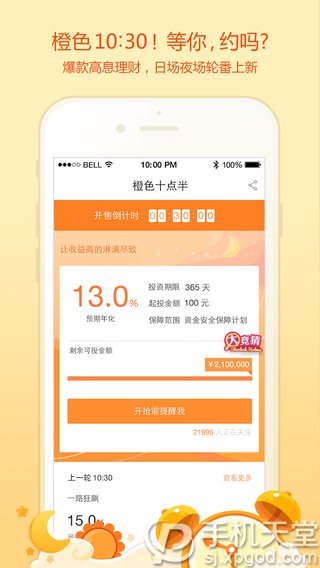 橙色10:30！等你,约吗?
爆款高息理财，日场夜场轮番上新
BELL 10:00 PM 100%
橙色十点半
开售倒计时: 00:30:00
让收益高的淋漓尽致
13.0%
预期年化
投资期限 365 天
起投金额 100 元
保障范围 资金安全保障计划
大竞猜
剩余可投金额
¥2,100,000
开抢前提醒我
21896 人正在关注
上一轮 10:30 查看更多
一路狂飙
15.0%
手机天堂
sj.xogod.com